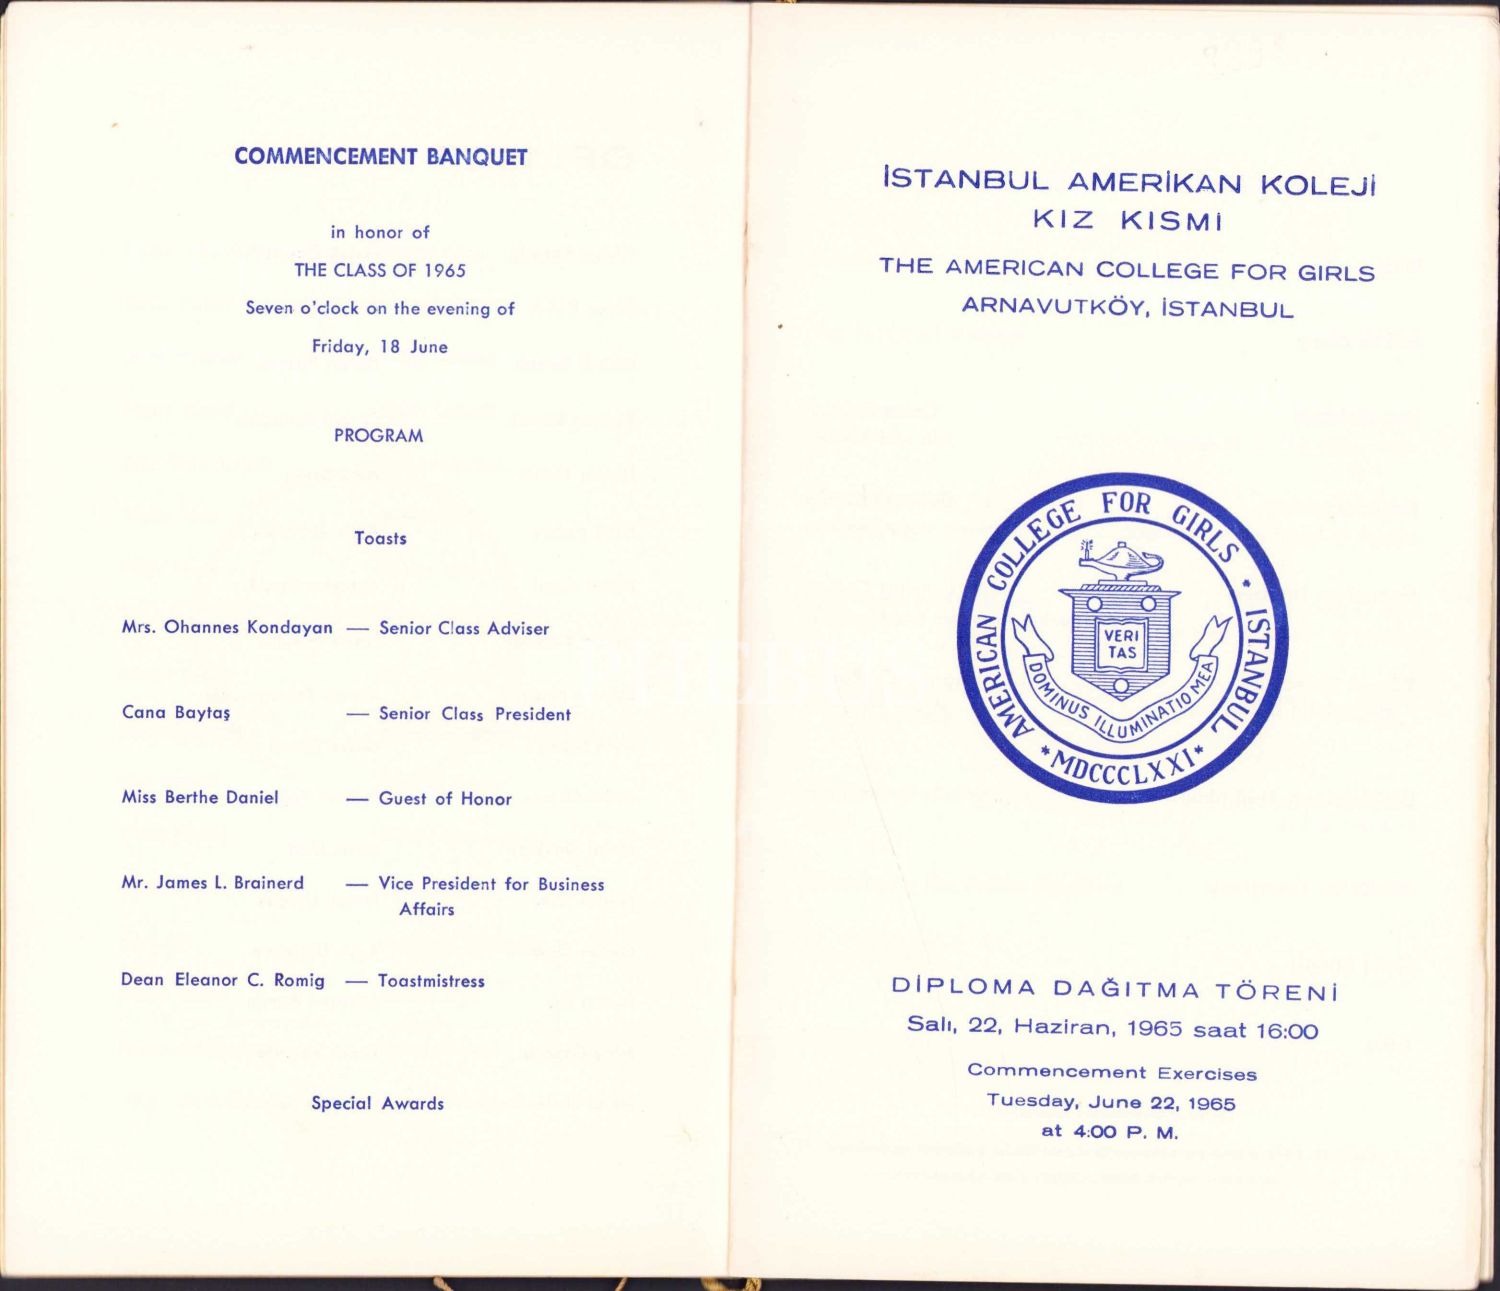 COMMENCEMENT BANQUET
in honor of
THE CLASS OF 1965
Seven o'clock on the evening of
Friday, 18 June
PROGRAM
Toasts
Mrs. Ohannes Kondayan — Senior Class Adviser
Cana Baytaş — Senior Class President
Miss Berthe Daniel — Guest of Honor
Mr. James L. Brainerd — Vice President for Business
Affairs
Dean Eleanor C. Romig — Toastmistress
Special Awards
İSTANBUL AMERİKAN KOLEJİ
KIZ KISMI
THE AMERICAN COLLEGE FOR GIRLS
ARNAVUTKÖY, İSTANBUL
AMERICAN COLLEGE FOR GIRLS * ISTANBUL
* MDCCCLXXI *
VERI
TAS
DOMINUS ILLUMINATIO MEA
DİPLOMA DAĞITMA TÖRENİ
Salı, 22, Haziran, 1965 saat 16:00
Commencement Exercises
Tuesday, June 22, 1965
at 4:00 P. M.